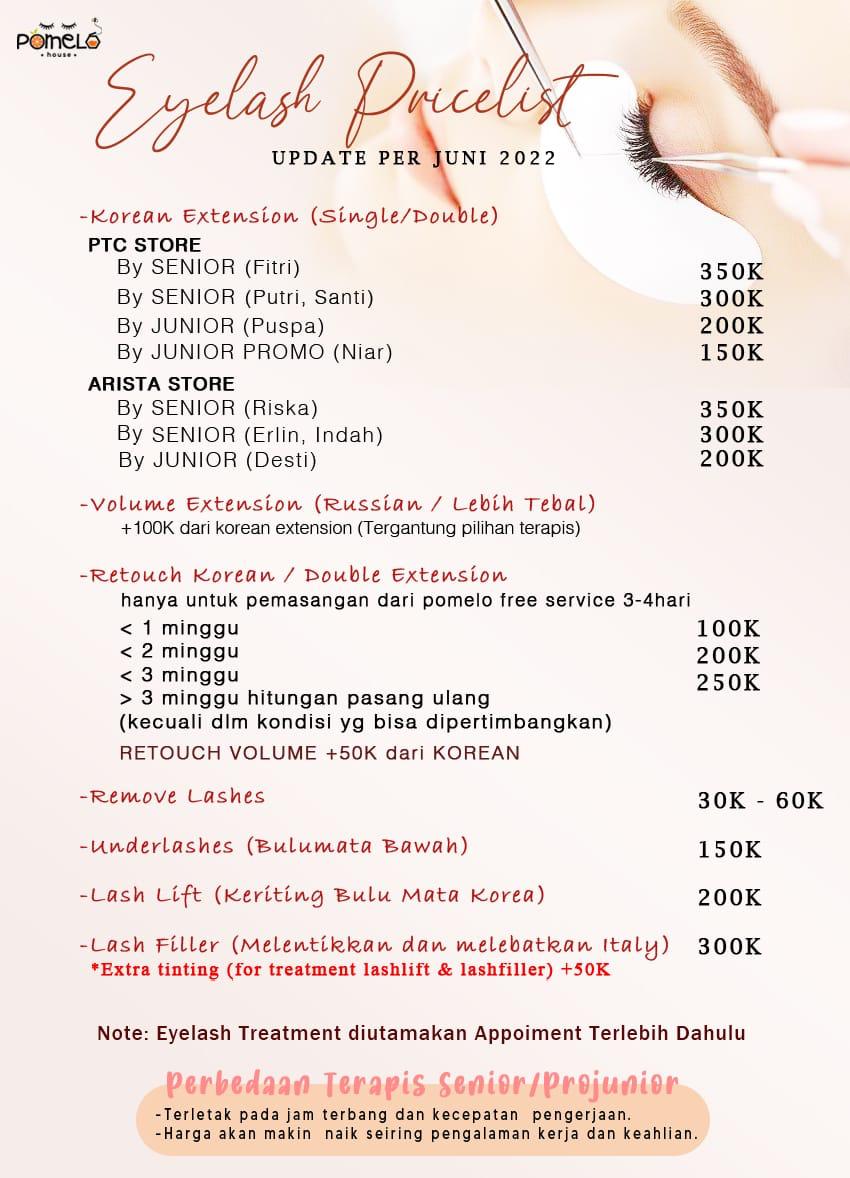 POMELO
• house •
Eyelash Pricelist
UPDATE PER JUNI 2022
-Korean Extension (Single/Double)
PTC STORE
By SENIOR (Fitri) 350K
By SENIOR (Putri, Santi) 300K
By JUNIOR (Puspa) 200K
By JUNIOR PROMO (Niar) 150K
ARISTA STORE
By SENIOR (Riska) 350K
By SENIOR (Erlin, Indah) 300K
By JUNIOR (Desti) 200K
-Volume Extension (Russian / Lebih Tebal)
+100K dari korean extension (Tergantung pilihan terapis)
-Retouch Korean / Double Extension
hanya untuk pemasangan dari pomelo free service 3-4hari
< 1 minggu 100K
< 2 minggu 200K
< 3 minggu 250K
> 3 minggu hitungan pasang ulang
(kecuali dlm kondisi yg bisa dipertimbangkan)
RETOUCH VOLUME +50K dari KOREAN
-Remove Lashes 30K - 60K
-Underlashes (Bulumata Bawah) 150K
-Lash Lift (Keriting Bulu Mata Korea) 200K
-Lash Filler (Melentikkan dan melebatkan Italy) 300K
*Extra tinting (for treatment lashlift & lashfiller) +50K
Note: Eyelash Treatment diutamakan Appoiment Terlebih Dahulu
Perbedaan Terapis Senior/Projunior
-Terletak pada jam terbang dan kecepatan pengerjaan.
-Harga akan makin naik seiring pengalaman kerja dan keahlian.